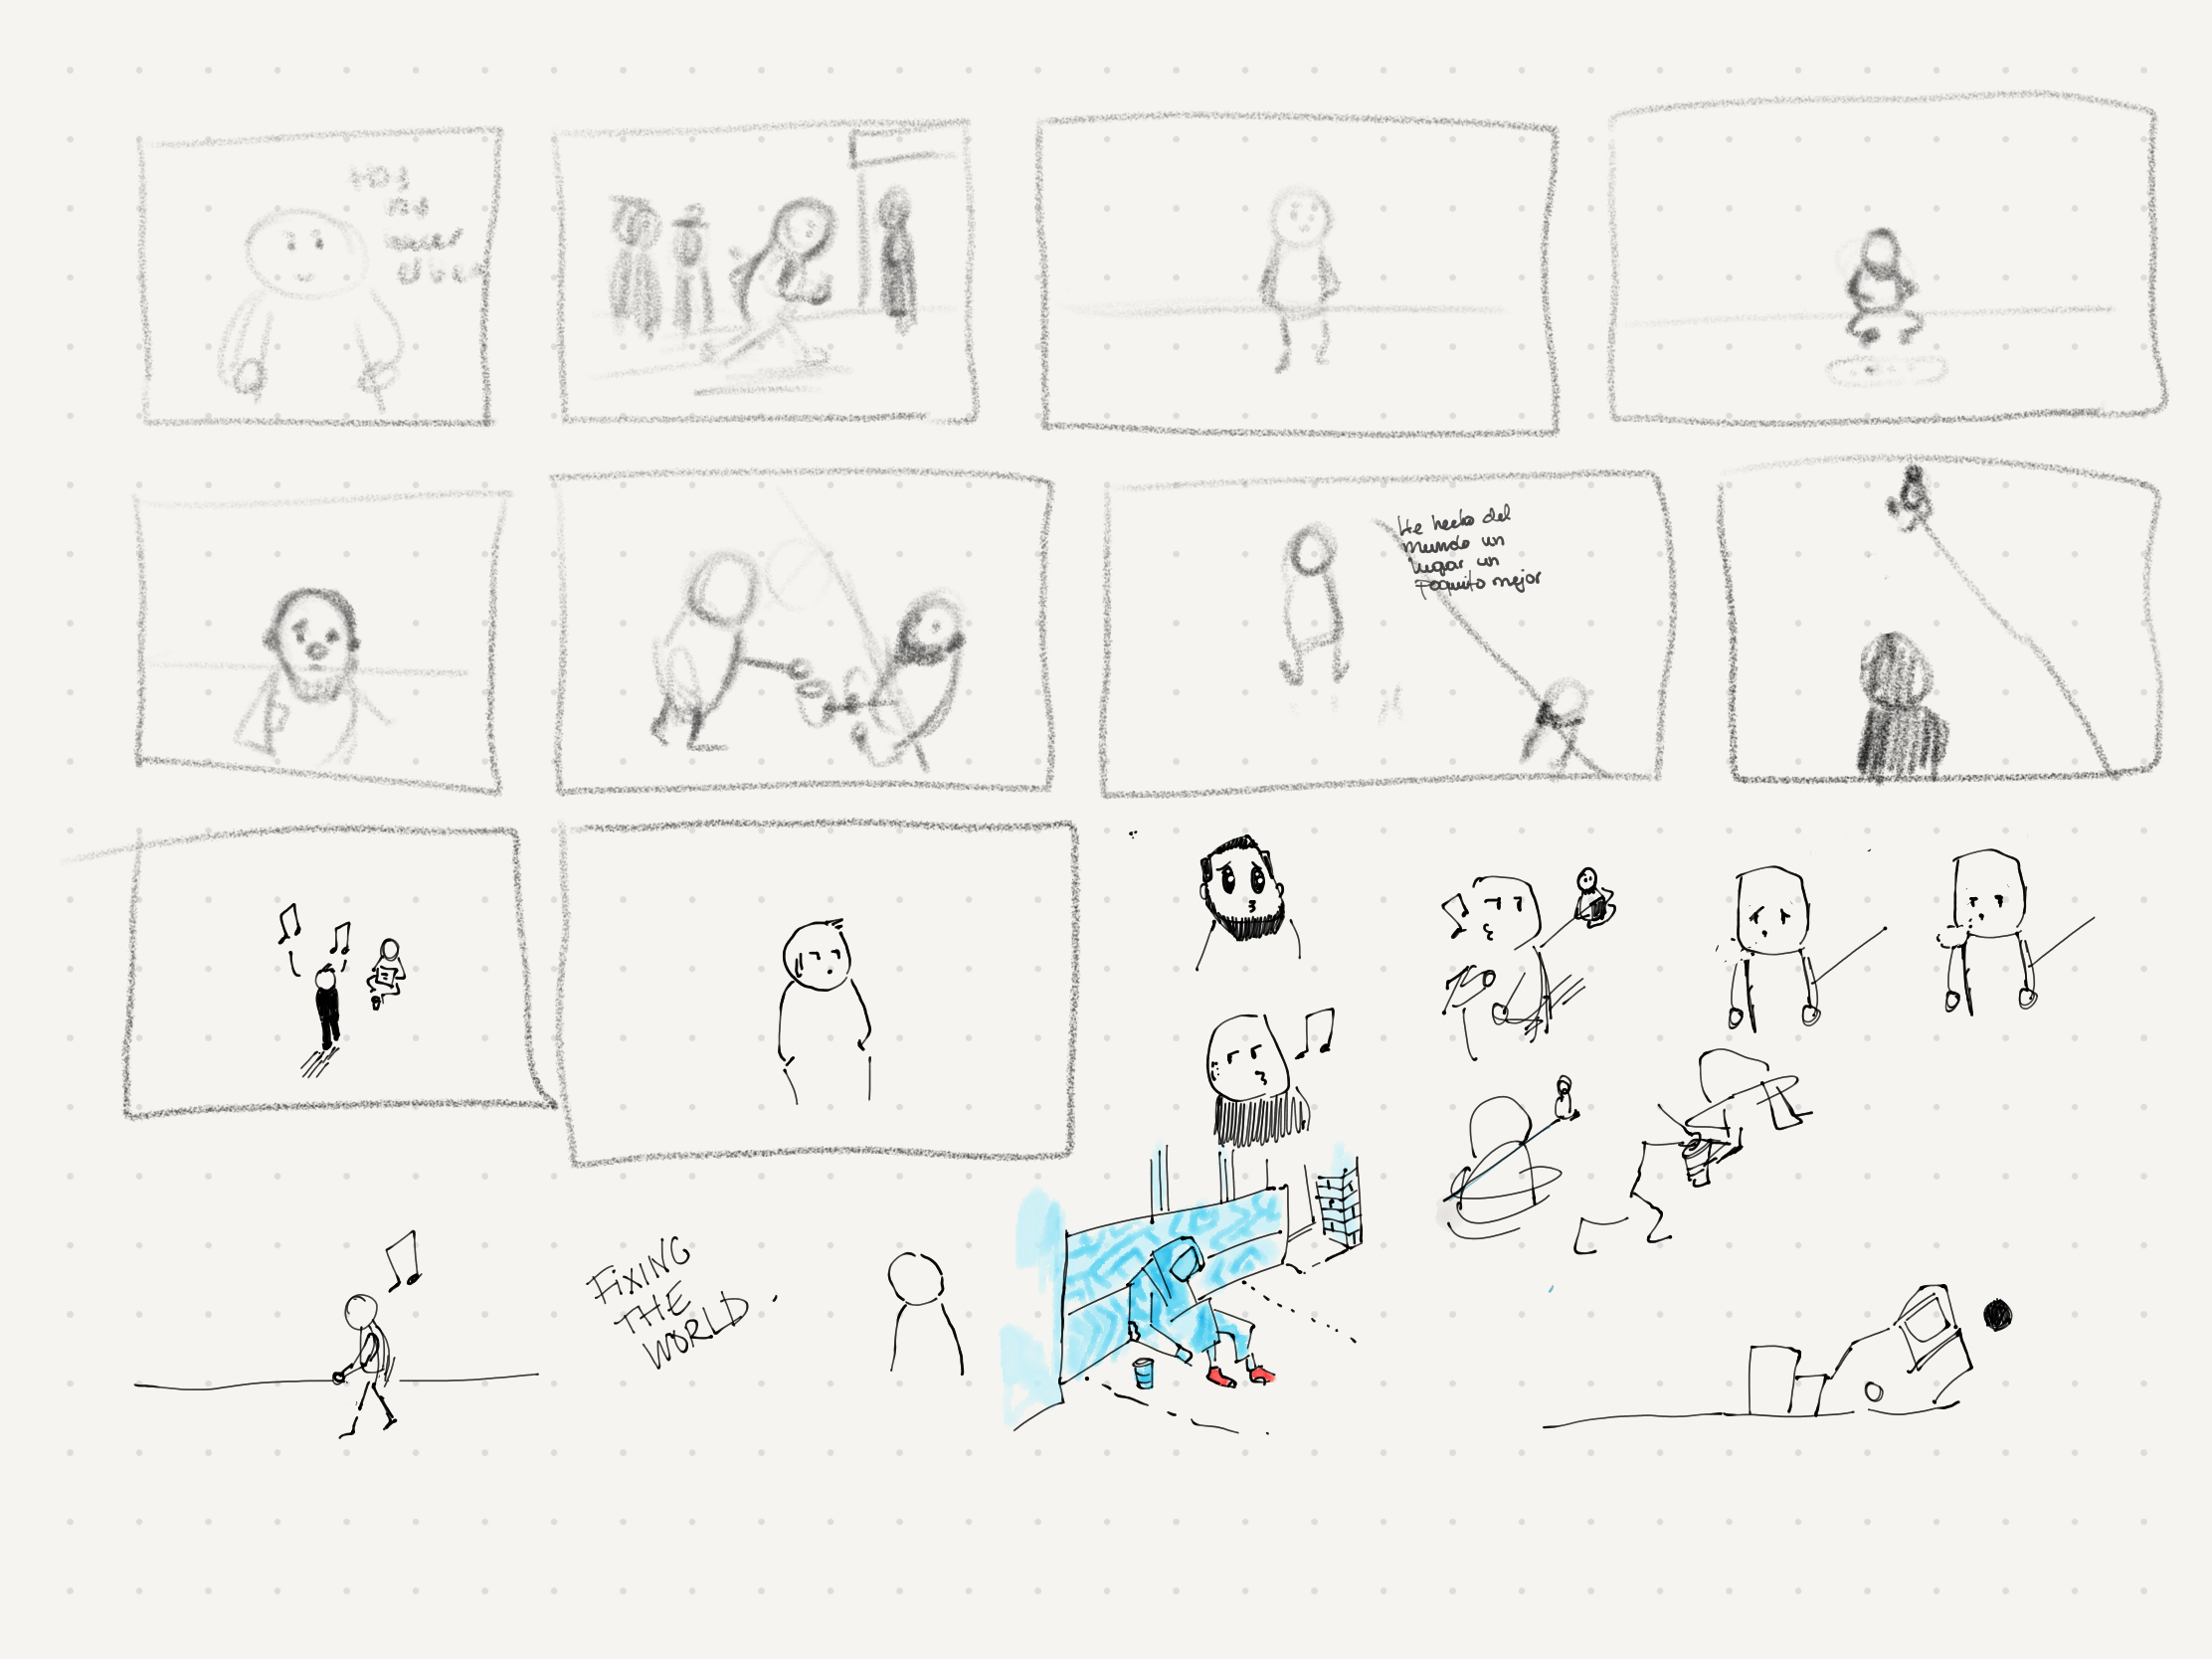 He hecho del
mundo un
lugar un
poquito mejor
FIXING
THE
WORLD.